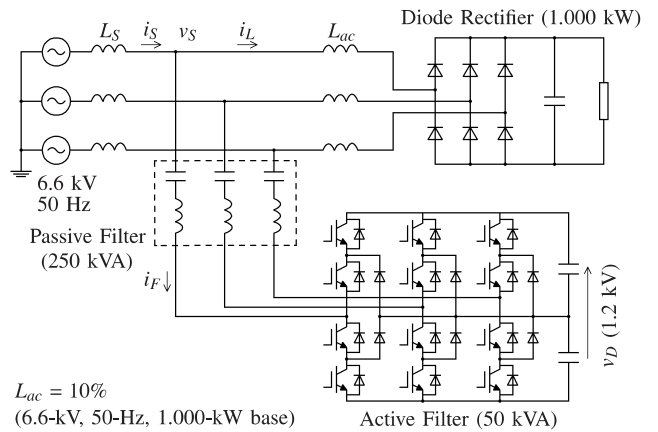 Diode Rectifier (1.000 kW)
L_S
i_S
v_S
i_L
L_ac
6.6 kV
50 Hz
Passive Filter
(250 kVA)
i_F
v_D (1.2 kV)
L_ac = 10%
(6.6-kV, 50-Hz, 1.000-kW base)
Active Filter (50 kVA)